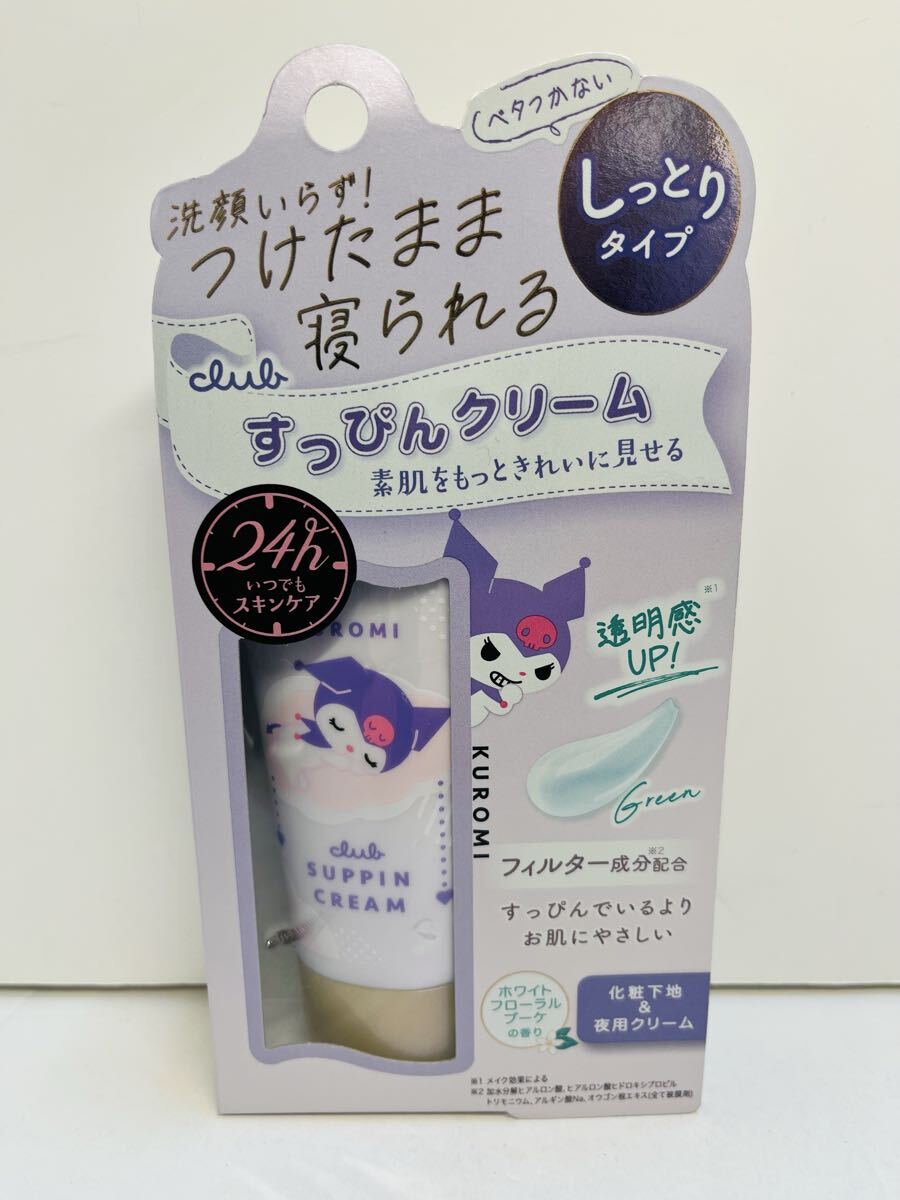 ベタつかない
しっとり
タイプ
洗顔いらず!
つけたまま
寝られる
club
すっぴんクリーム
素肌をもっときれいに見せる
24h
いつでも
スキンケア
UROMI
club
SUPPIN
CREAM
KUROMI
※1
透明感
UP!
Green
※2
フィルター成分配合
すっぴんでいるより
お肌にやさしい
ホワイト
フローラル
ブーケ
の香り
化粧下地
&
夜用クリーム
※1 メイク効果による
※2 加水分解ヒアルロン酸、ヒアルロン酸ヒドロキシプロピル
トリモニウム、アルギン酸Na、オウゴン根エキス(全て被膜剤)